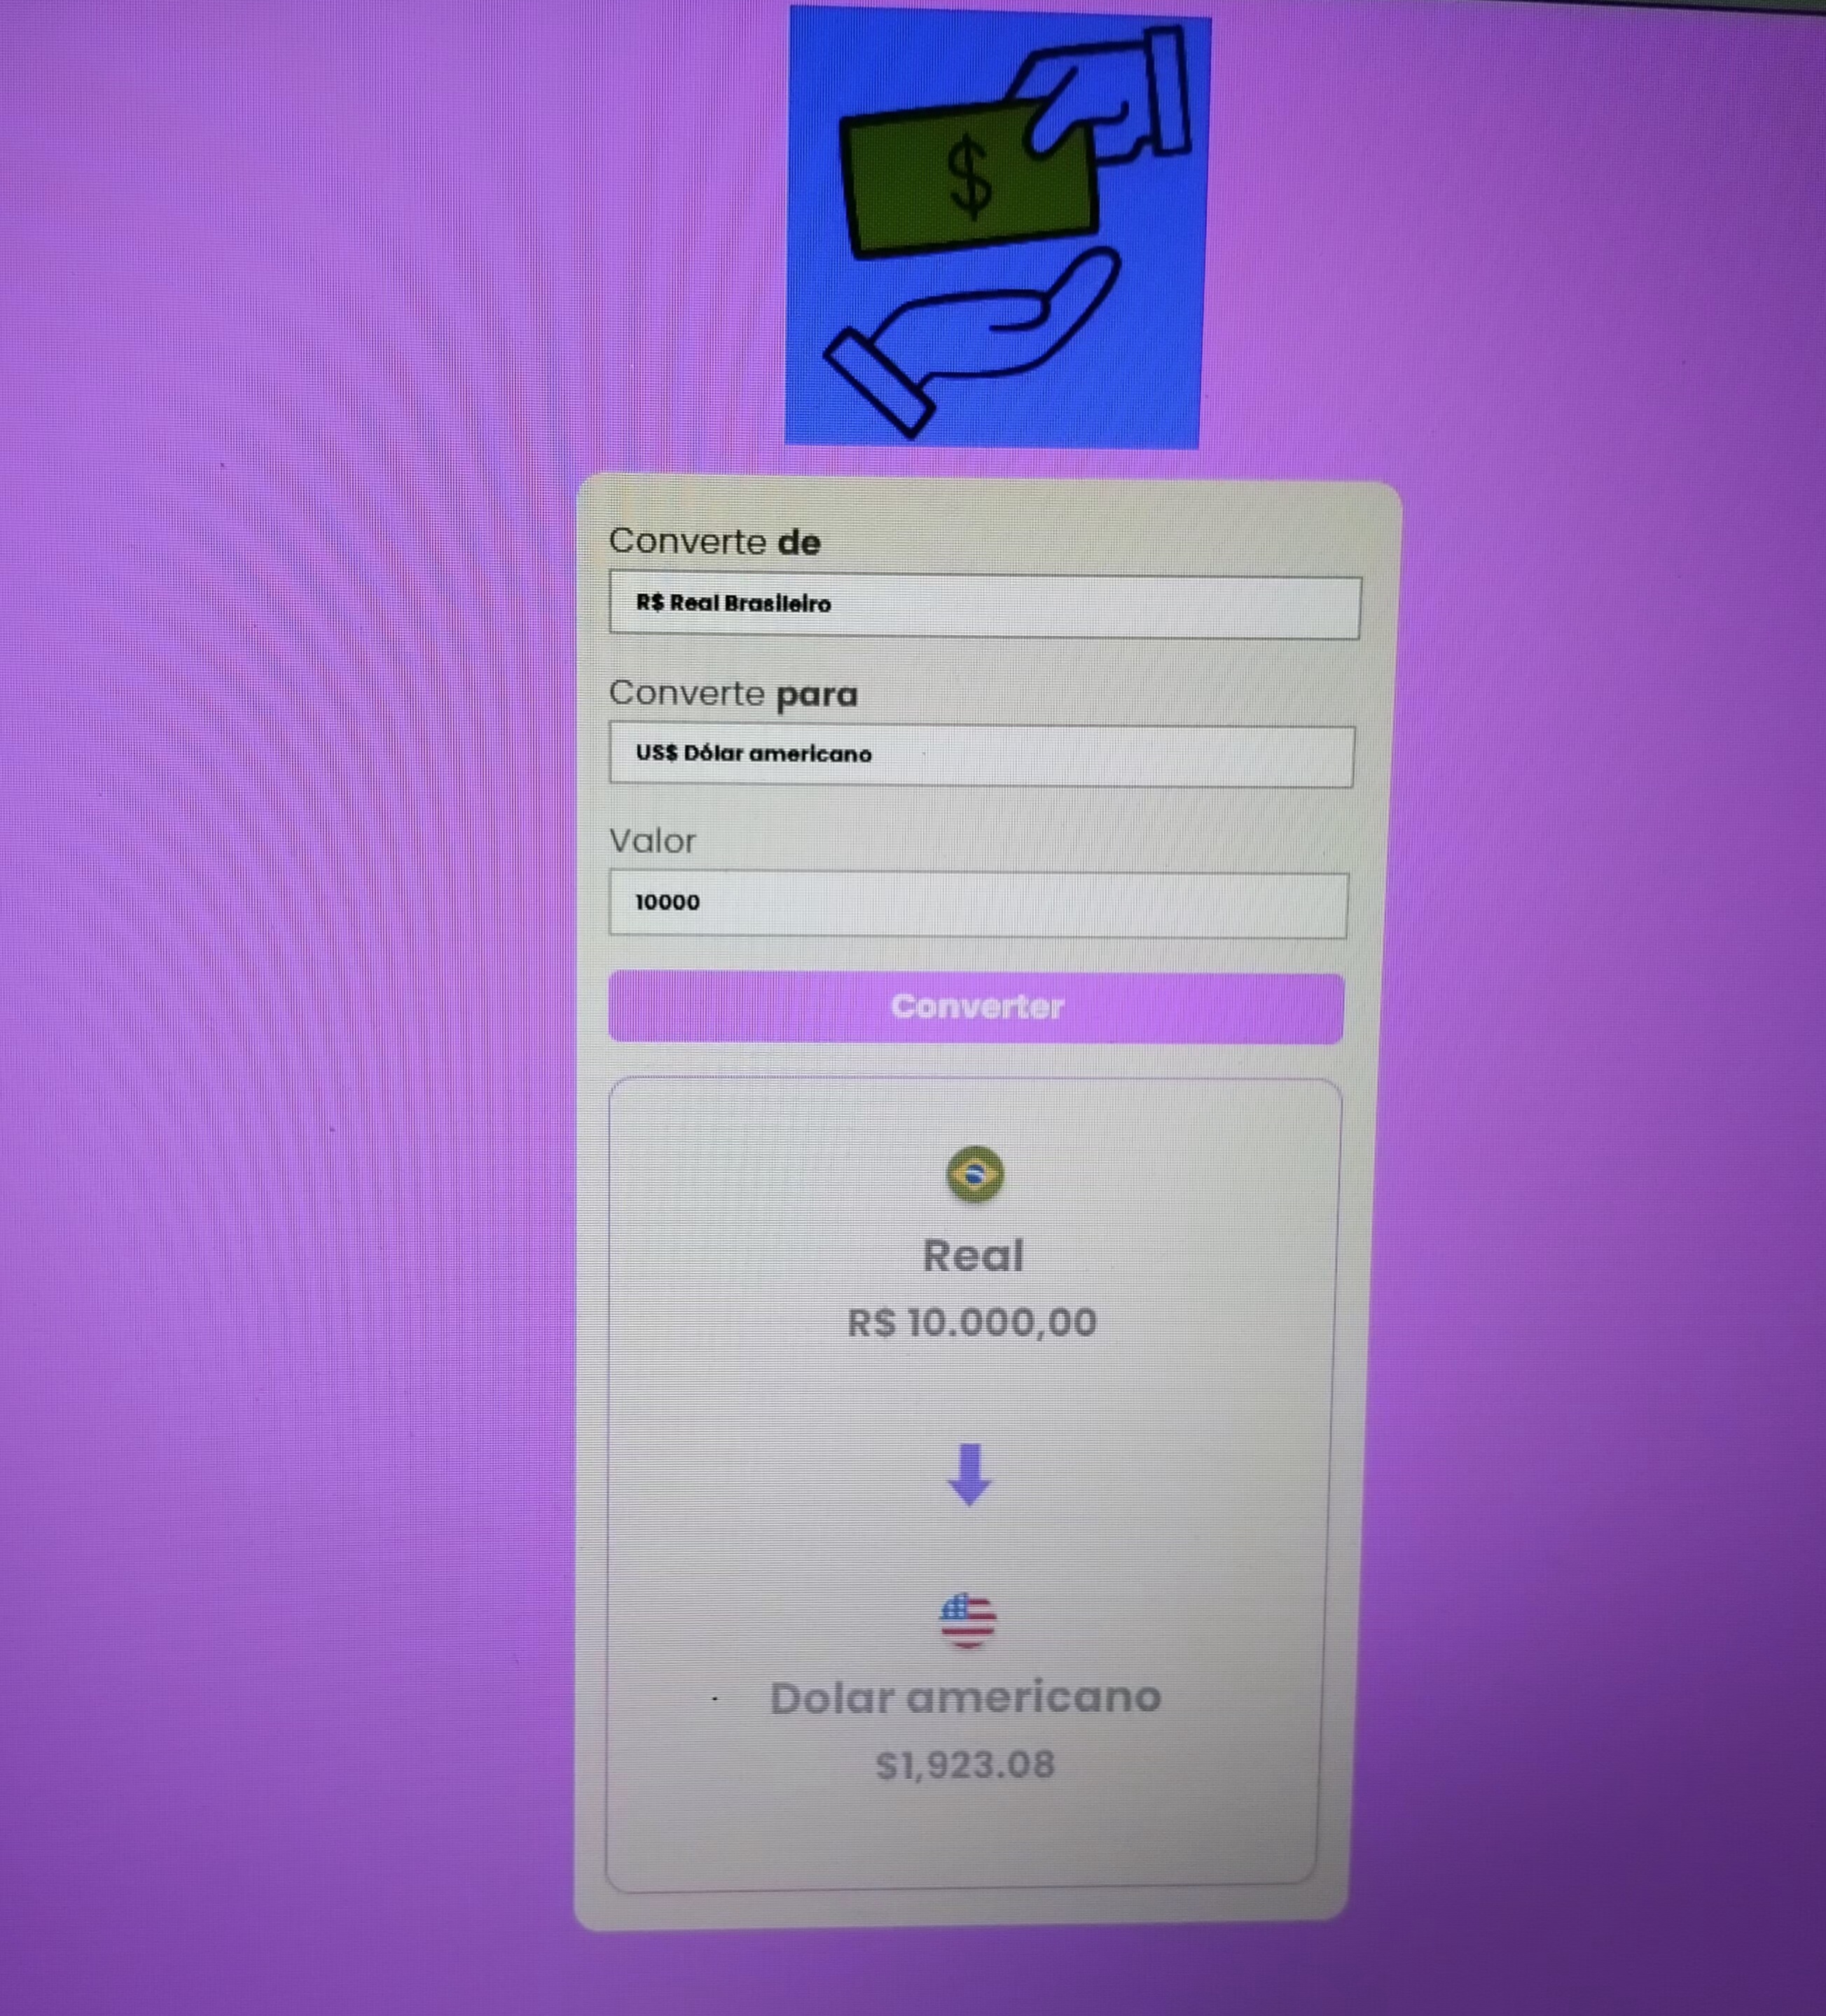 $
Converte de
R$ Real Brasileiro
Converte para
US$ Dólar americano
Valor
10000
Converter
Real
R$ 10.000,00
Dolar americano
$1,923.08